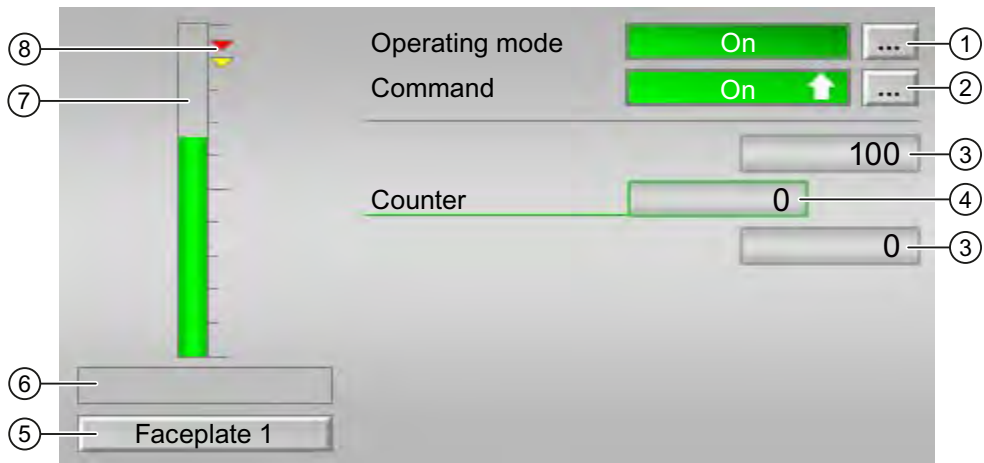 ⑧
⑦
Operating mode On ... ①
Command On ... ②
100 ③
Counter 0 ④
0 ③
⑥
⑤ Faceplate 1